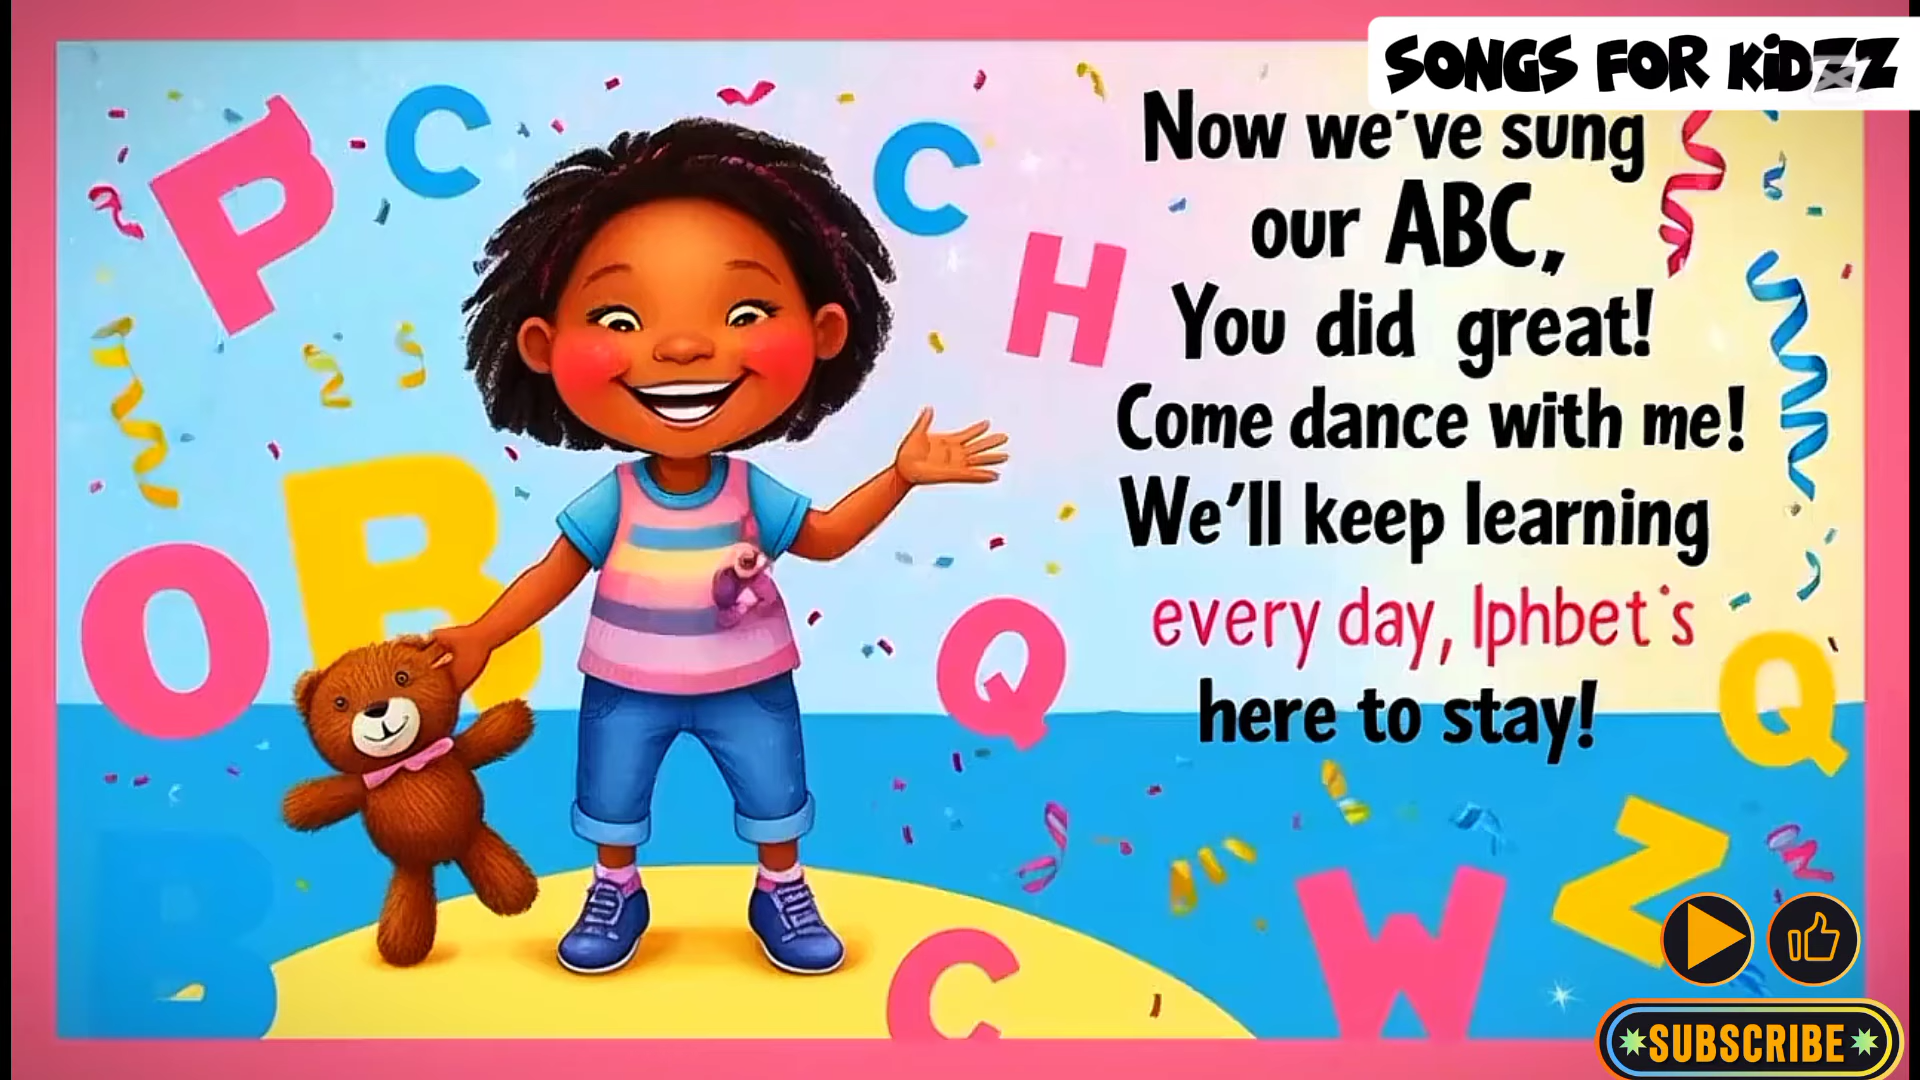 SONGS FOR KiDZZ
Now we've sung
our ABC,
You did great!
Come dance with me!
We'll keep learning
every day, lphbet's
here to stay!
P
C
C
H
O
B
Q
Q
B
C
W
Z
SUBSCRIBE